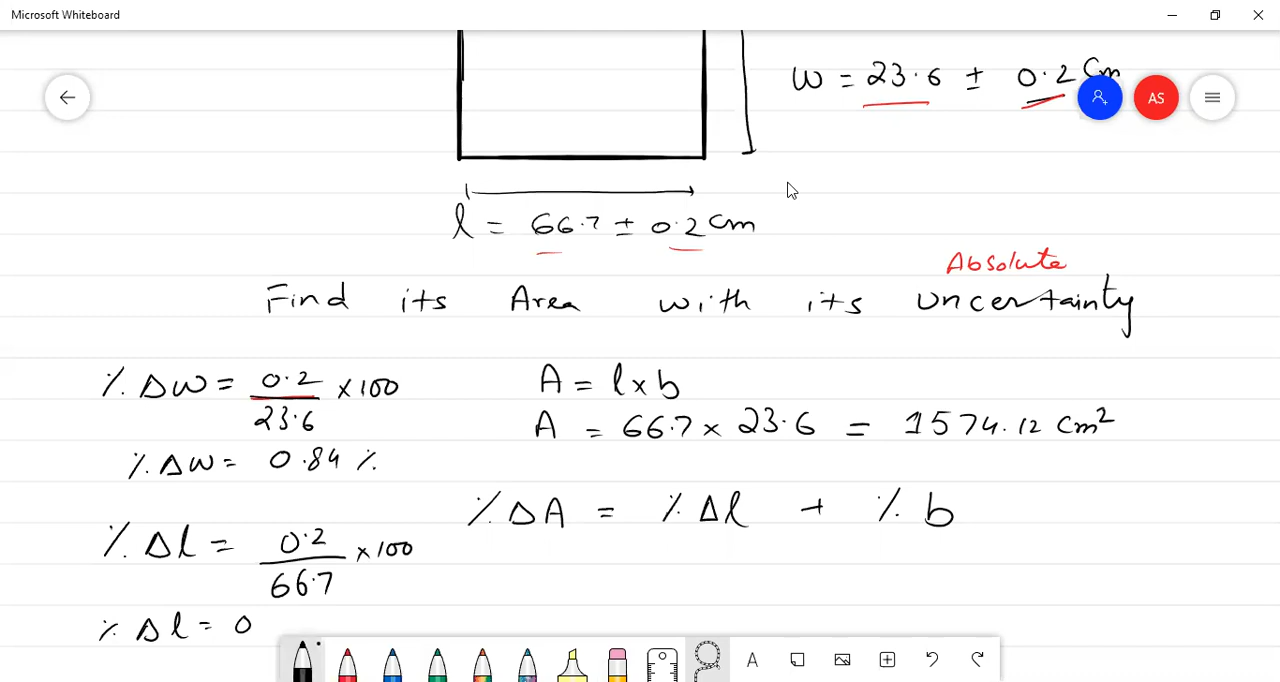 Microsoft Whiteboard
w = 23.6 ± 0.2 Cm
AS
l = 66.7 ± 0.2 cm
Absolute
Find its Area with its Uncertainty
% Δw = 0.2 / 23.6 × 100
% Δw = 0.84 %
% Δl = 0.2 / 66.7 × 100
% Δl = 0
A = l × b
A = 66.7 × 23.6 = 1574.12 Cm²
% ΔA = % Δl + % b
A